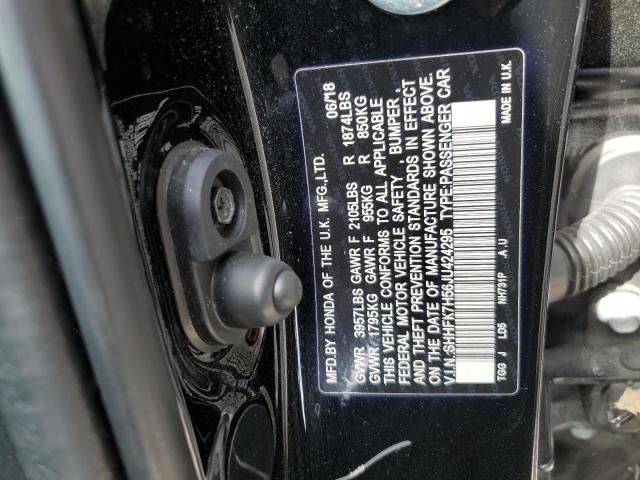 MFD.BY HONDA OF THE U.K. MFG.,LTD. 06/18
GVWR 3957LBS GAWR F 2105LBS R 1874LBS
GVWR 1795KG GAWR F 955KG R 850KG
THIS VEHICLE CONFORMS TO ALL APPLICABLE
FEDERAL MOTOR VEHICLE SAFETY , BUMPER ,
AND THEFT PREVENTION STANDARDS IN EFFECT
ON THE DATE OF MANUFACTURE SHOWN ABOVE.
V.I.N.:SHHFK7H56JU424295 TYPE:PASSENGER CAR
TGG J LD5 NH731P A.U MADE IN U.K.